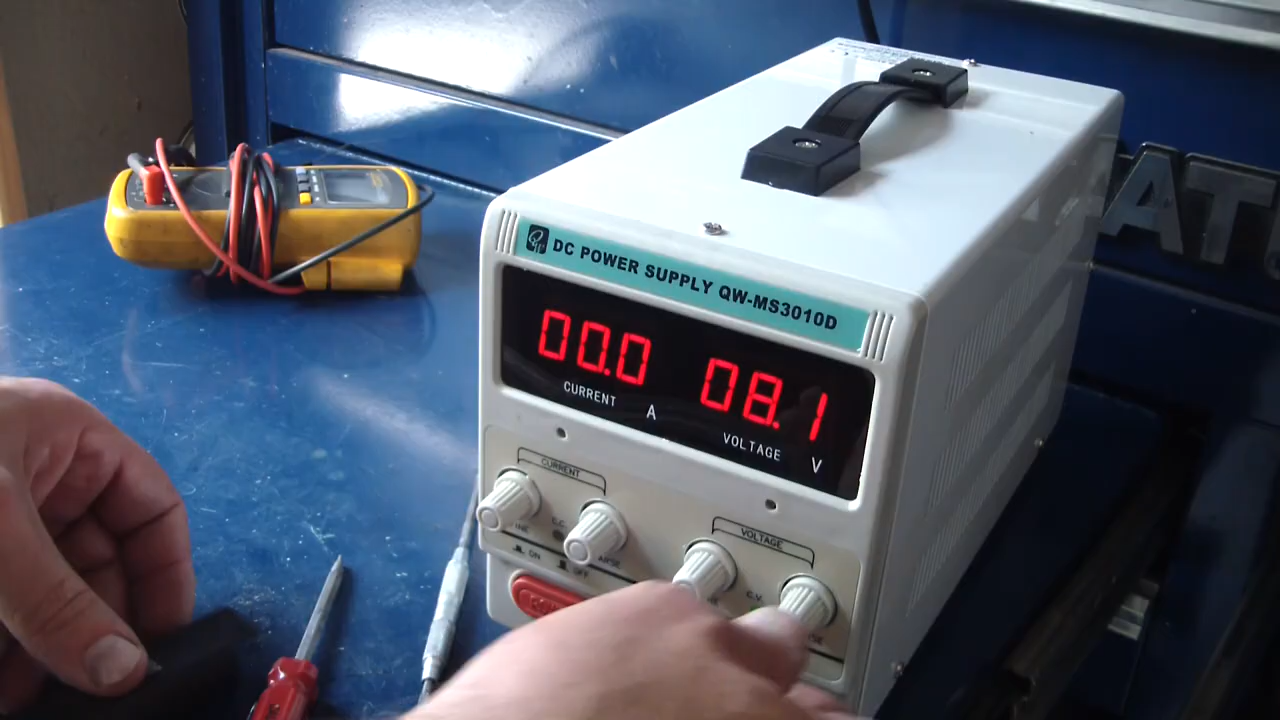 DC POWER SUPPLY QW-MS3010D
00.0 08.1
CURRENT A
VOLTAGE V
CURRENT
VOLTAGE
C.C.
C.V.
ON
OFF